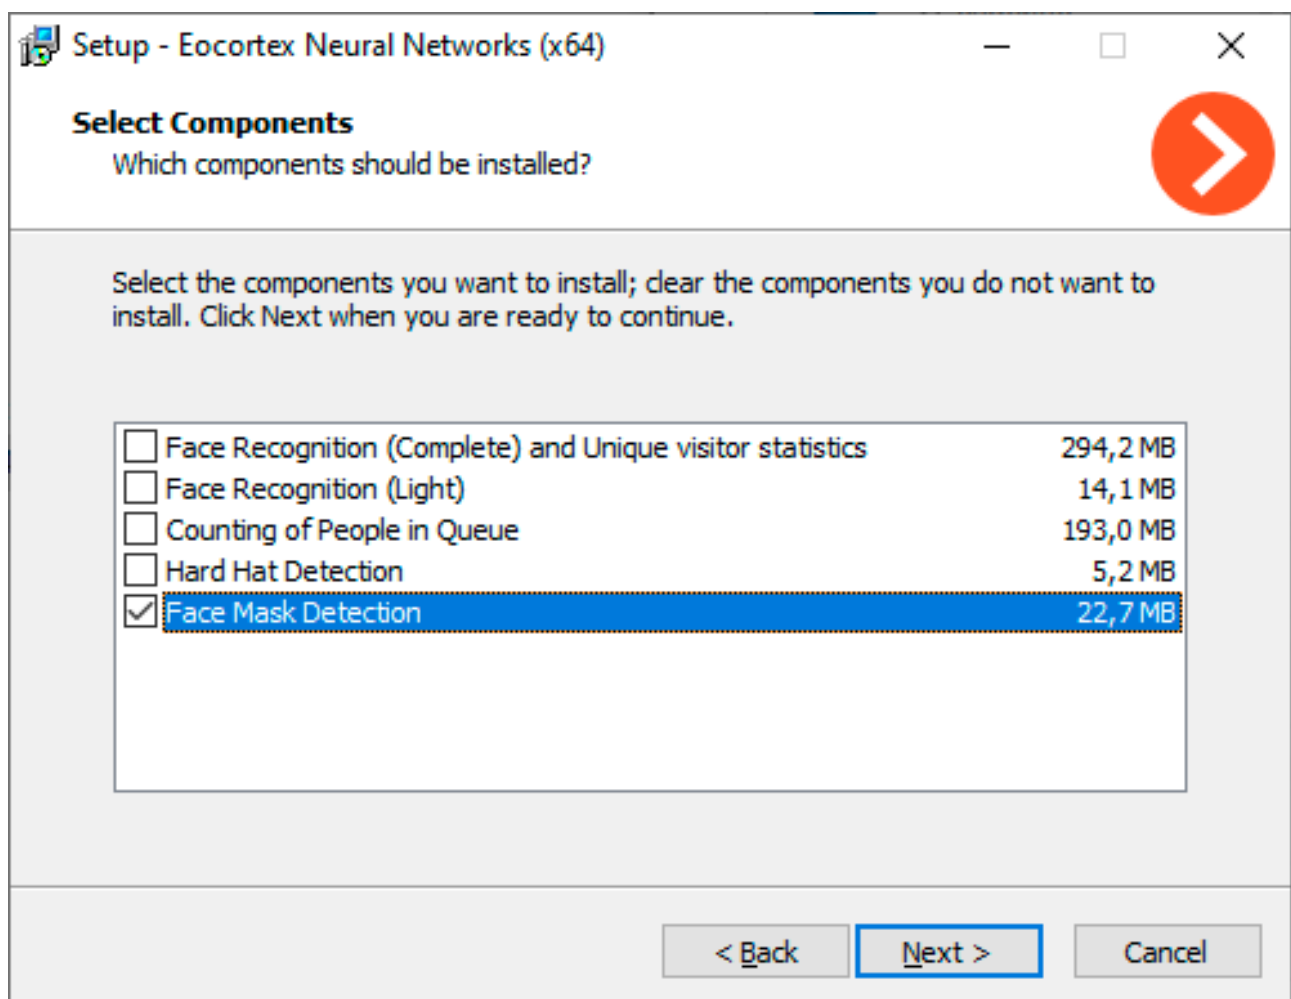 Setup - Eocortex Neural Networks (x64)
Select Components
Which components should be installed?
Select the components you want to install; clear the components you do not want to
install. Click Next when you are ready to continue.
Face Recognition (Complete) and Unique visitor statistics 294,2 MB
Face Recognition (Light) 14,1 MB
Counting of People in Queue 193,0 MB
Hard Hat Detection 5,2 MB
Face Mask Detection 22,7 MB
< Back Next > Cancel